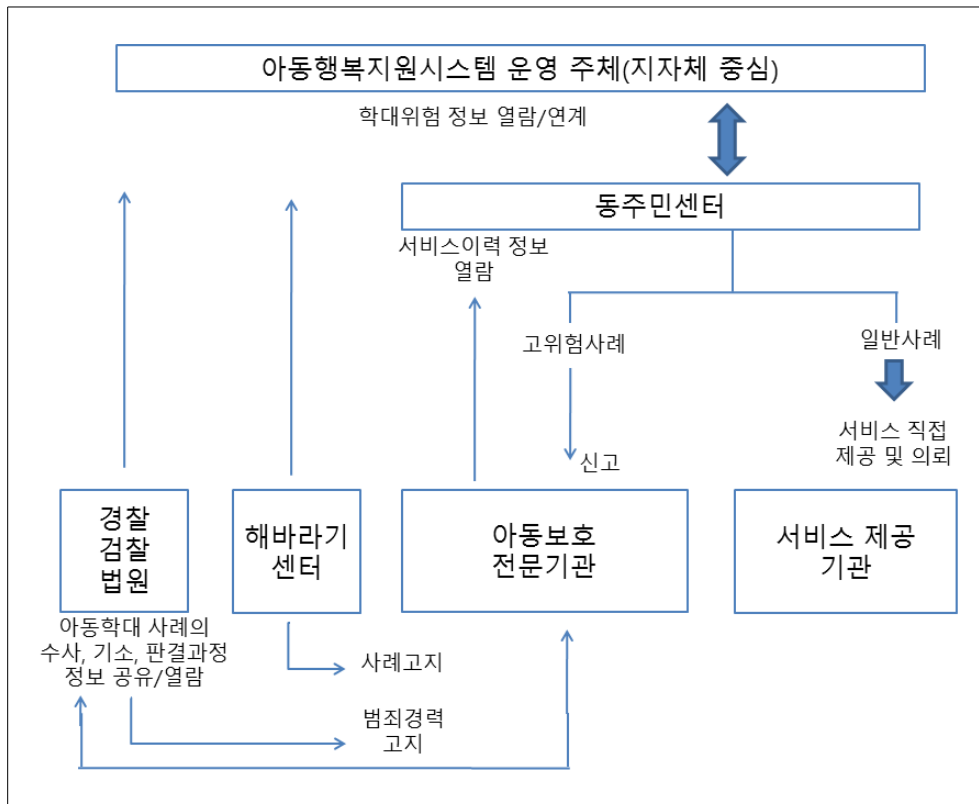 아동행복지원시스템 운영 주체(지자체 중심)
학대위험 정보 열람/연계
동주민센터
서비스이력 정보
열람
고위험사례
일반사례
서비스 직접
제공 및 의뢰
신고
경찰
검찰
법원
해바라기
센터
아동보호
전문기관
서비스 제공
기관
아동학대 사례의
수사, 기소, 판결과정
정보 공유/열람
사례고지
범죄경력
고지